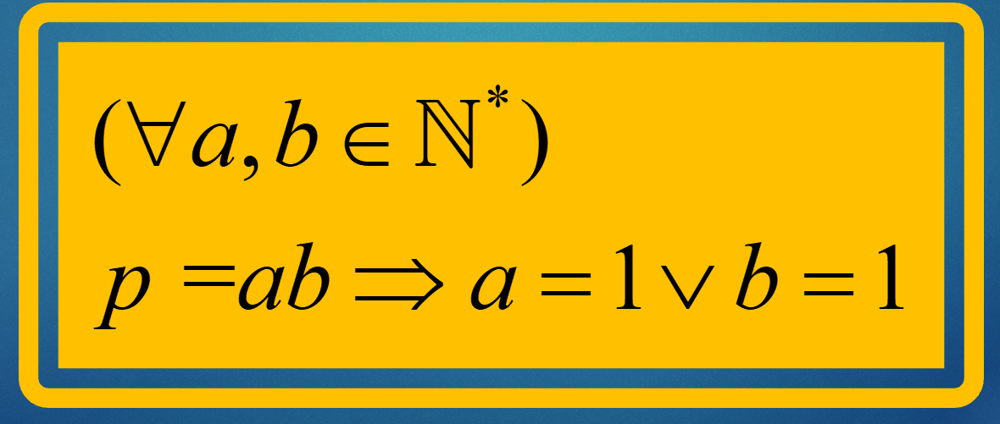 (∀a,b∈ℕ*)
p =ab⇒a=1∨b=1